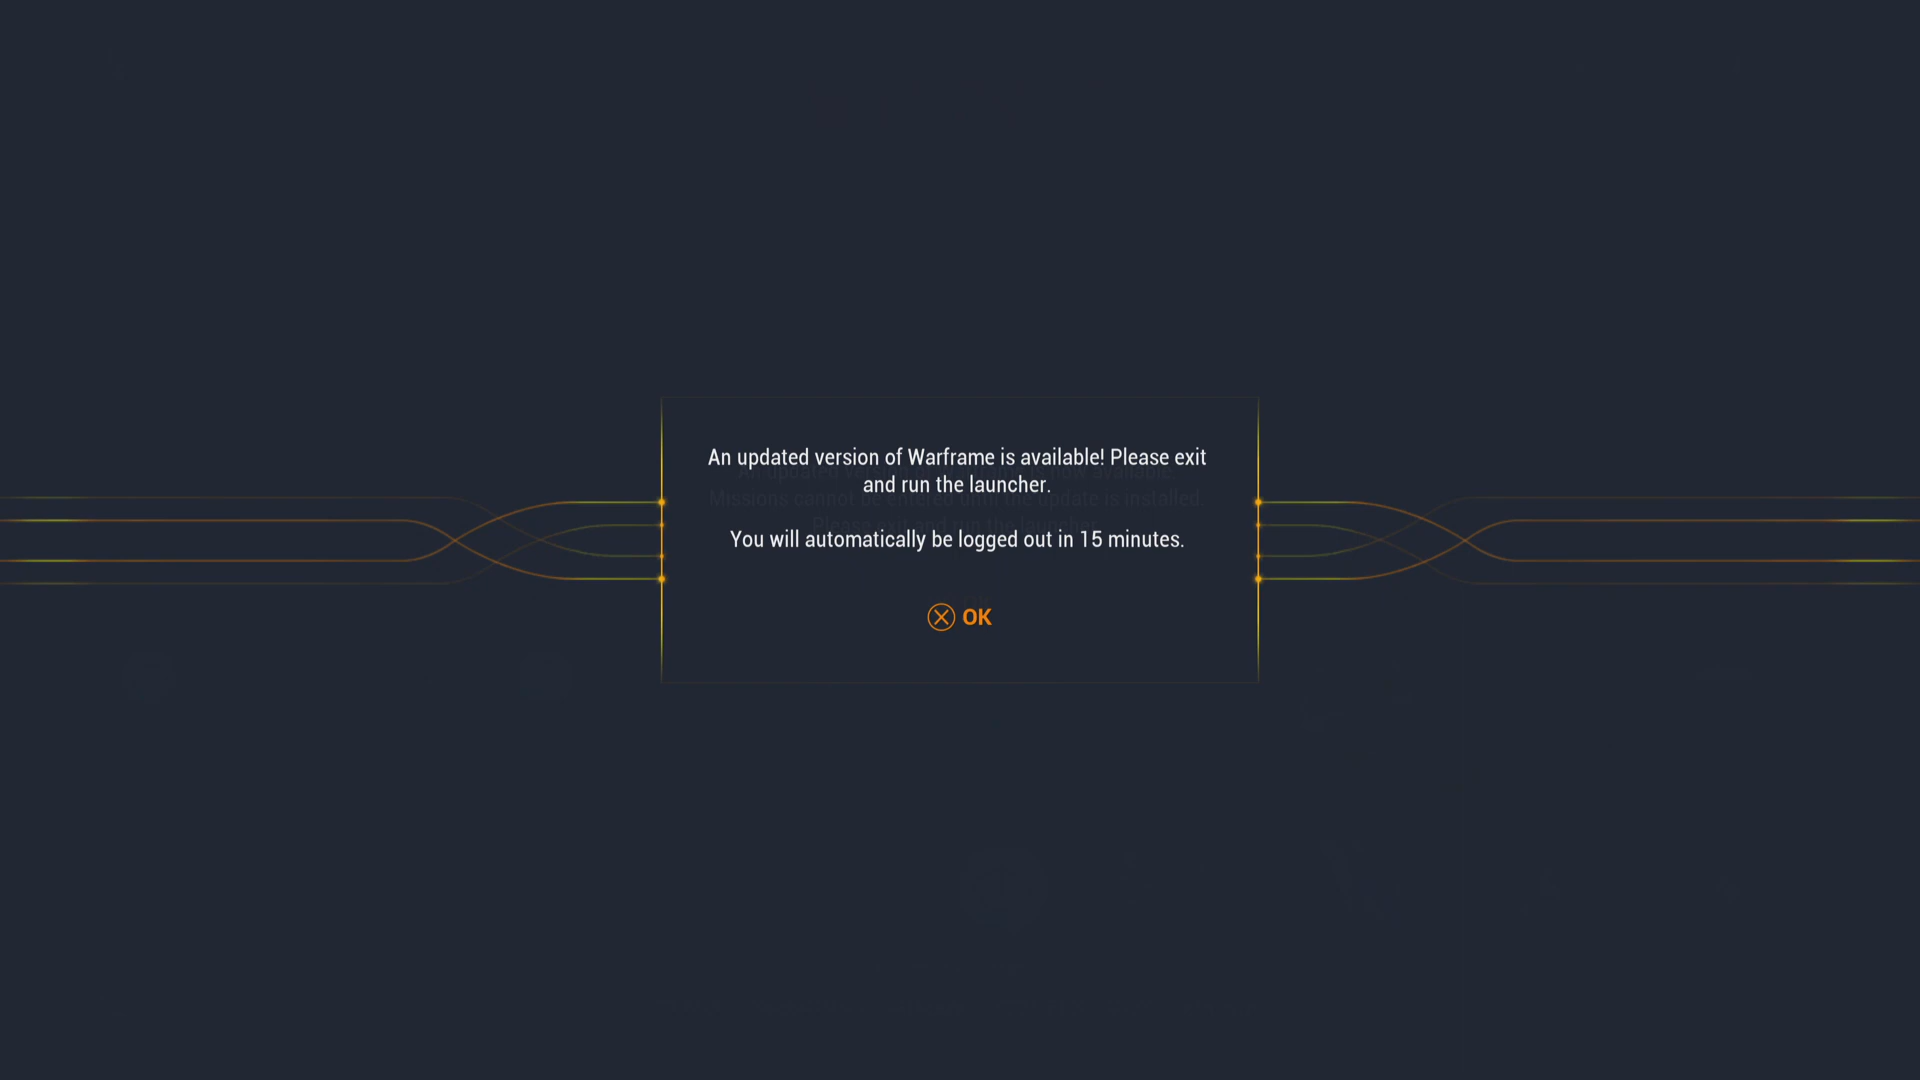 An updated version of Warframe is available! Please exit
and run the launcher.
You will automatically be logged out in 15 minutes.
OK